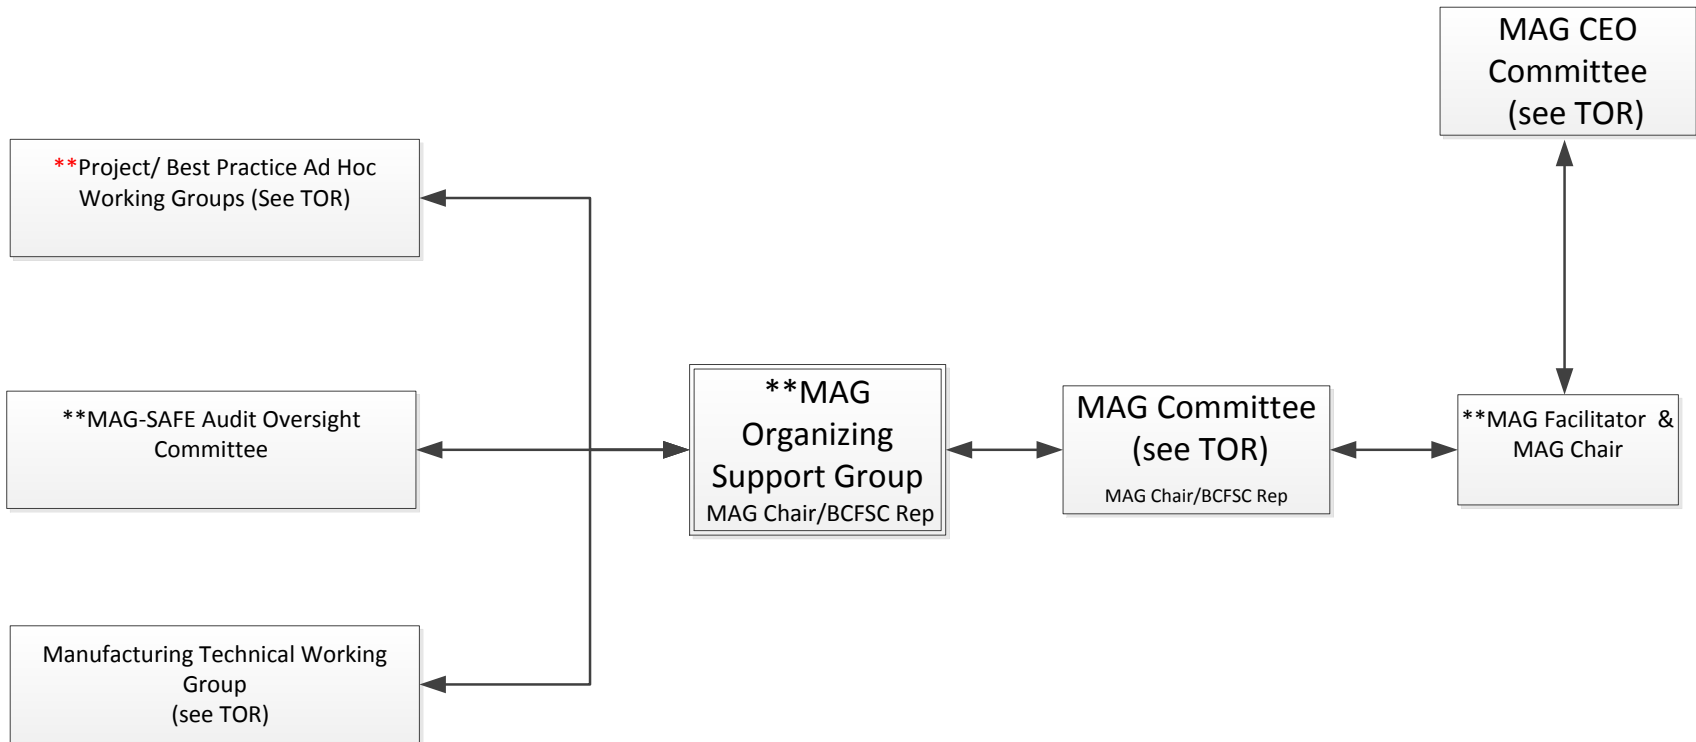 MAG CEO
Committee
(see TOR)
**Project/ Best Practice Ad Hoc
Working Groups (See TOR)
**MAG-SAFE Audit Oversight
Committee
**MAG
Organizing
Support Group
MAG Chair/BCFSC Rep
MAG Committee
(see TOR)
MAG Chair/BCFSC Rep
**MAG Facilitator &
MAG Chair
Manufacturing Technical Working
Group
(see TOR)